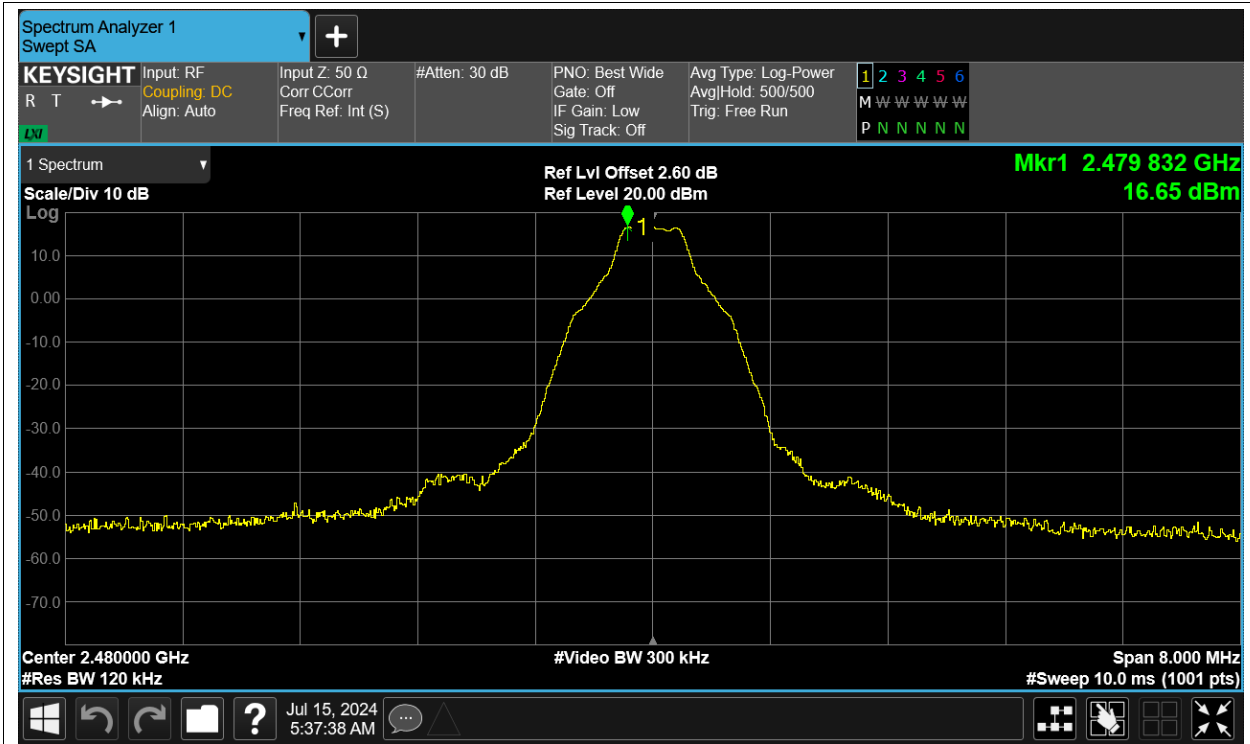 Spectrum Analyzer 1
Swept SA
KEYSIGHT
R T
LXI
Input: RF
Coupling: DC
Align: Auto
Input Z: 50 Ω
Corr CCorr
Freq Ref: Int (S)
#Atten: 30 dB
PNO: Best Wide
Gate: Off
IF Gain: Low
Sig Track: Off
Avg Type: Log-Power
Avg|Hold: 500/500
Trig: Free Run
1 2 3 4 5 6
M W W W W W
P N N N N N
1 Spectrum
Scale/Div 10 dB
Ref Lvl Offset 2.60 dB
Ref Level 20.00 dBm
Mkr1 2.479 832 GHz
16.65 dBm
Log
1
10.0
0.00
-10.0
-20.0
-30.0
-40.0
-50.0
-60.0
-70.0
Center 2.480000 GHz
#Video BW 300 kHz
Span 8.000 MHz
#Res BW 120 kHz
#Sweep 10.0 ms (1001 pts)
?
Jul 15, 2024
5:37:38 AM